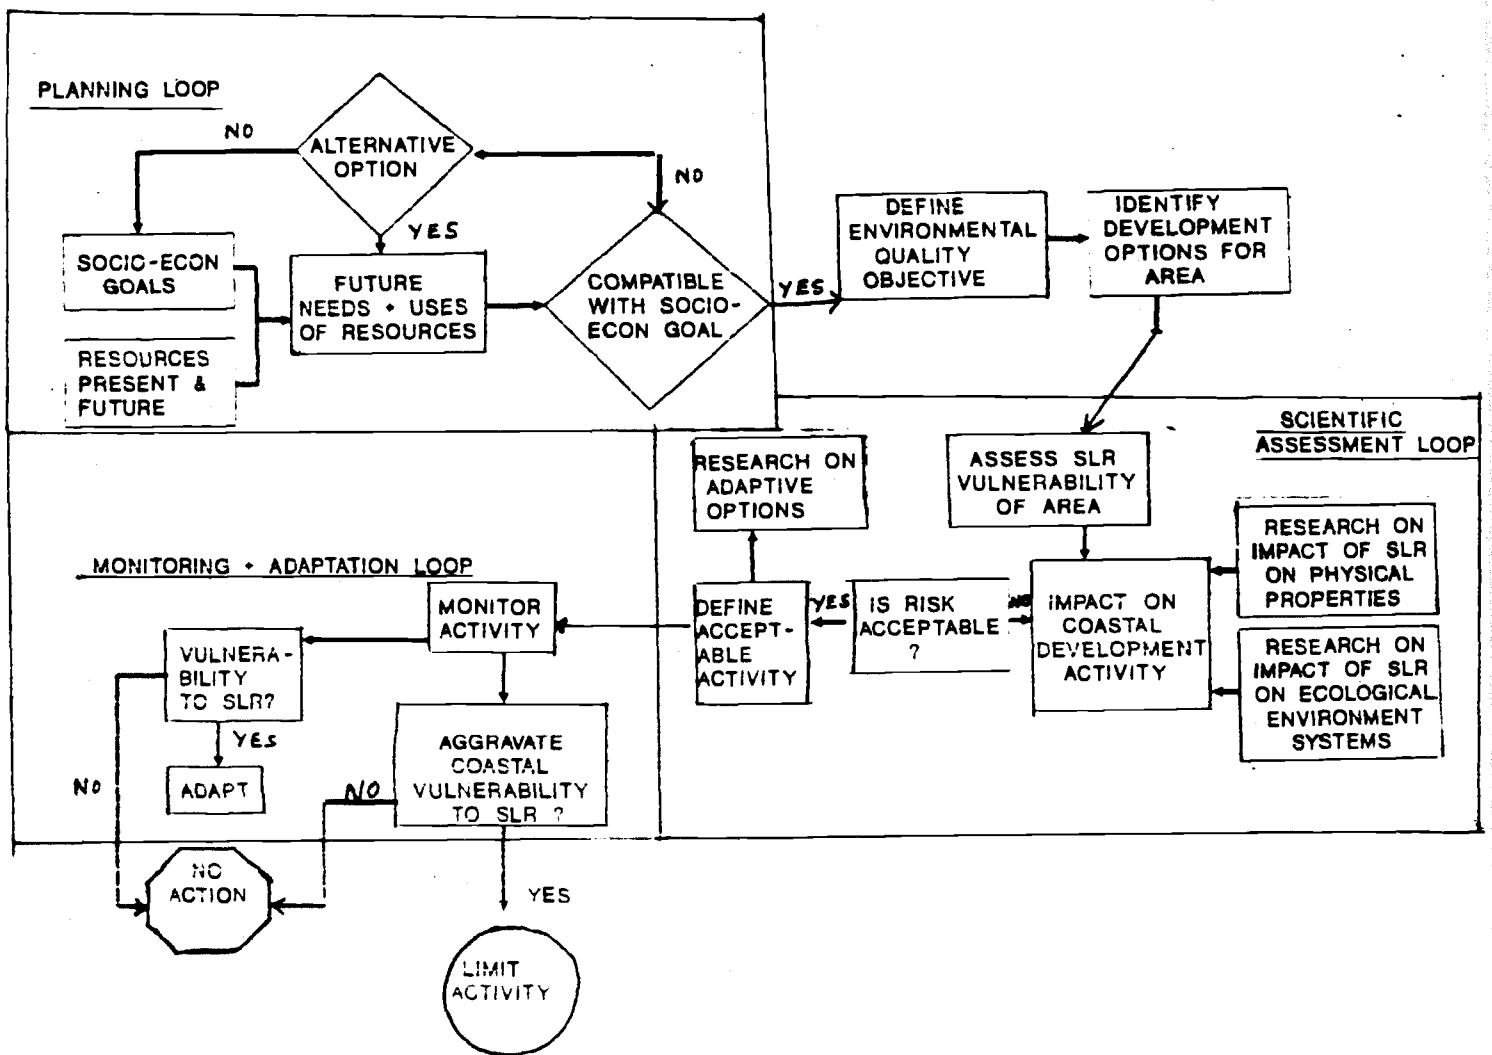 PLANNING LOOP
NO
ALTERNATIVE
OPTION
NO
YES
SOCIO-ECON
GOALS
FUTURE
NEEDS + USES
OF RESOURCES
COMPATIBLE
WITH SOCIO-
ECON GOAL
RESOURCES
PRESENT &
FUTURE
YES
DEFINE
ENVIRONMENTAL
QUALITY
OBJECTIVE
IDENTIFY
DEVELOPMENT
OPTIONS FOR
AREA
SCIENTIFIC
ASSESSMENT LOOP
ASSESS SLR
VULNERABILITY
OF AREA
RESEARCH ON
IMPACT OF SLR
ON PHYSICAL
PROPERTIES
RESEARCH ON
IMPACT OF SLR
ON ECOLOGICAL
ENVIRONMENT
SYSTEMS
IMPACT ON
COASTAL
DEVELOPMENT
ACTIVITY
NO
IS RISK
ACCEPTABLE
?
YES
DEFINE
ACCEPT-
ABLE
ACTIVITY
RESEARCH ON
ADAPTIVE
OPTIONS
MONITORING + ADAPTATION LOOP
MONITOR
ACTIVITY
VULNERA-
BILITY
TO SLR?
YES
ADAPT
NO
AGGRAVATE
COASTAL
VULNERABILITY
TO SLR ?
NO
NO
ACTION
YES
LIMIT
ACTIVITY